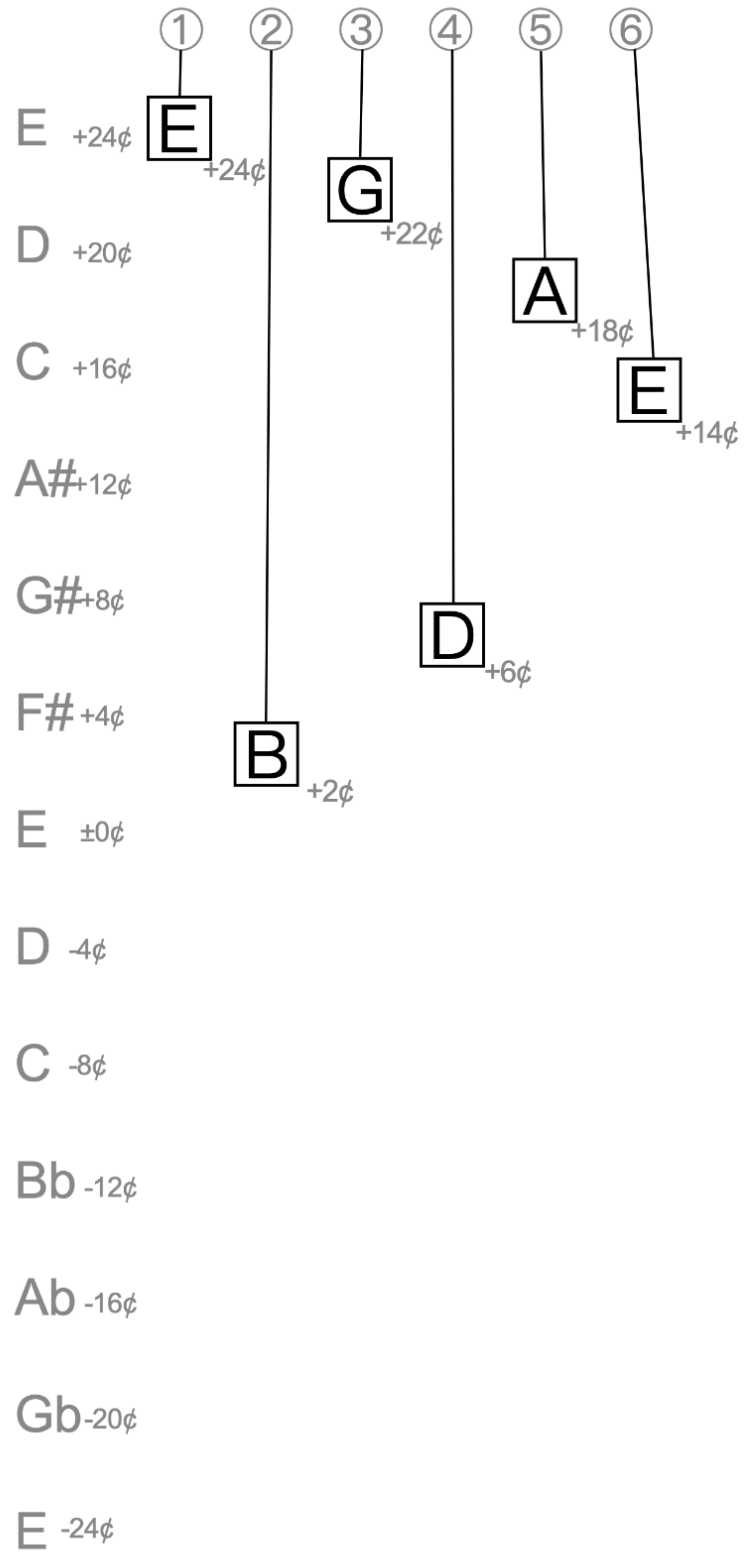 ① ② ③ ④ ⑤ ⑥
E +24¢ E +24¢
G +22¢
D +20¢
A +18¢
C +16¢
E +14¢
A# +12¢
G# +8¢
D +6¢
F# +4¢
B +2¢
E ±0¢
D -4¢
C -8¢
Bb -12¢
Ab -16¢
Gb -20¢
E -24¢